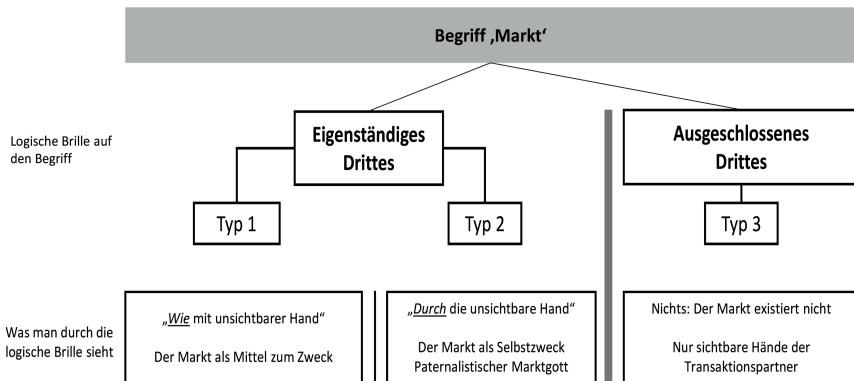 Begriff ‚Markt‘
Logische Brille auf
den Begriff
Eigenständiges
Drittes
Ausgeschlossenes
Drittes
Typ 1
Typ 2
Typ 3
Was man durch die
logische Brille sieht
„Wie mit unsichtbarer Hand“
Der Markt als Mittel zum Zweck
„Durch die unsichtbare Hand“
Der Markt als Selbstzweck
Paternalistischer Marktgott
Nichts: Der Markt existiert nicht
Nur sichtbare Hände der
Transaktionspartner